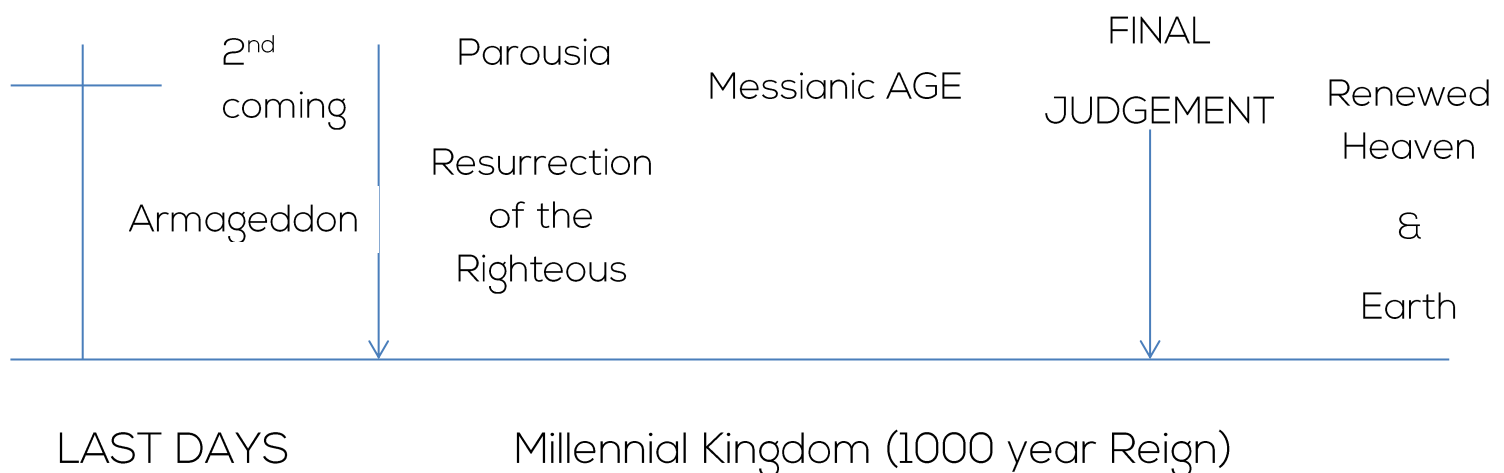 2nd
coming
Armageddon
Parousia
Resurrection
of the
Righteous
Messianic AGE
FINAL
JUDGEMENT
Renewed
Heaven
&
Earth
LAST DAYS
Millennial Kingdom (1000 year Reign)